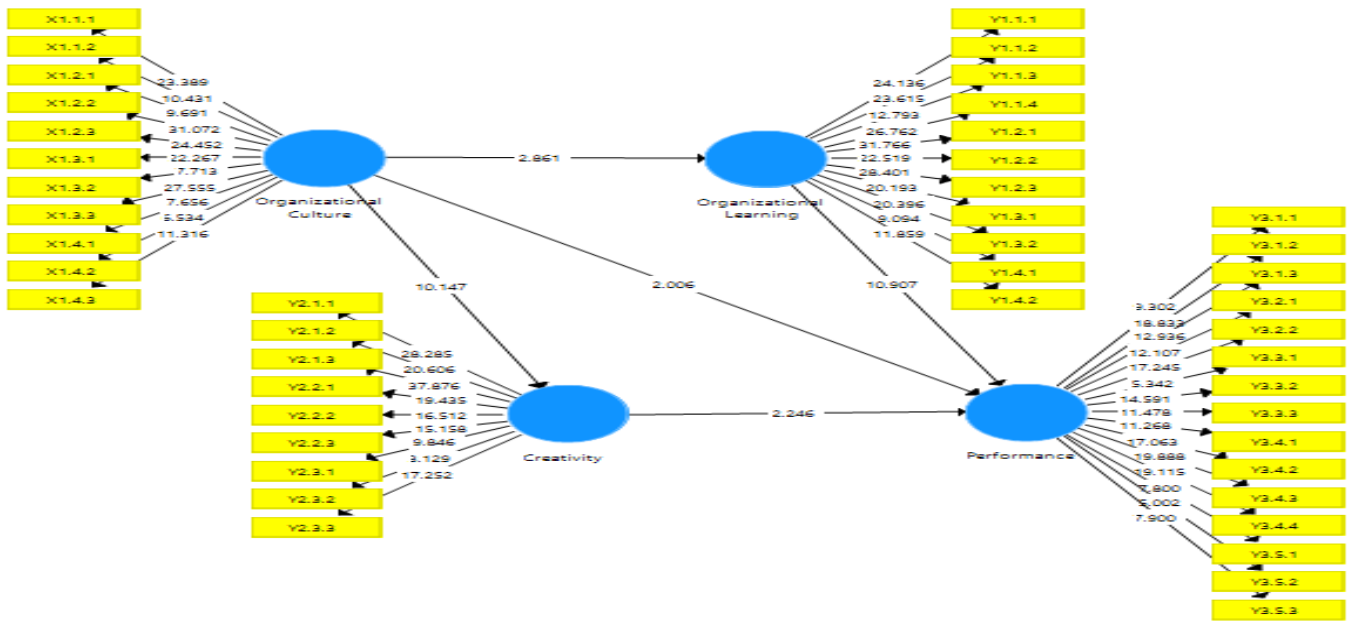 X1.1.1
X1.1.2
X1.2.1
X1.2.2
X1.2.3
X1.3.1
X1.3.2
X1.3.3
X1.4.1
X1.4.2
X1.4.3
23.389
10.431
9.691
31.072
24.452
22.267
7.713
27.555
7.656
11.316
Organizational
Culture
2.861
10.147
2.006
Organizational
Learning
24.136
23.615
12.793
26.762
31.766
22.519
28.401
20.193
20.396
9.094
11.859
Y1.1.1
Y1.1.2
Y1.1.3
Y1.1.4
Y1.2.1
Y1.2.2
Y1.2.3
Y1.3.1
Y1.3.2
Y1.4.1
Y1.4.2
10.907
Y2.1.1
Y2.1.2
Y2.1.3
Y2.2.1
Y2.2.2
Y2.2.3
Y2.3.1
Y2.3.2
Y2.3.3
28.285
20.606
37.876
19.435
16.512
15.158
9.846
17.252
Creativity
2.246
Performance
18.833
12.936
12.107
17.245
14.591
11.478
11.268
17.063
19.888
19.115
7.900
Y3.1.1
Y3.1.2
Y3.1.3
Y3.2.1
Y3.2.2
Y3.3.1
Y3.3.2
Y3.3.3
Y3.4.1
Y3.4.2
Y3.4.3
Y3.4.4
Y3.5.1
Y3.5.2
Y3.5.3